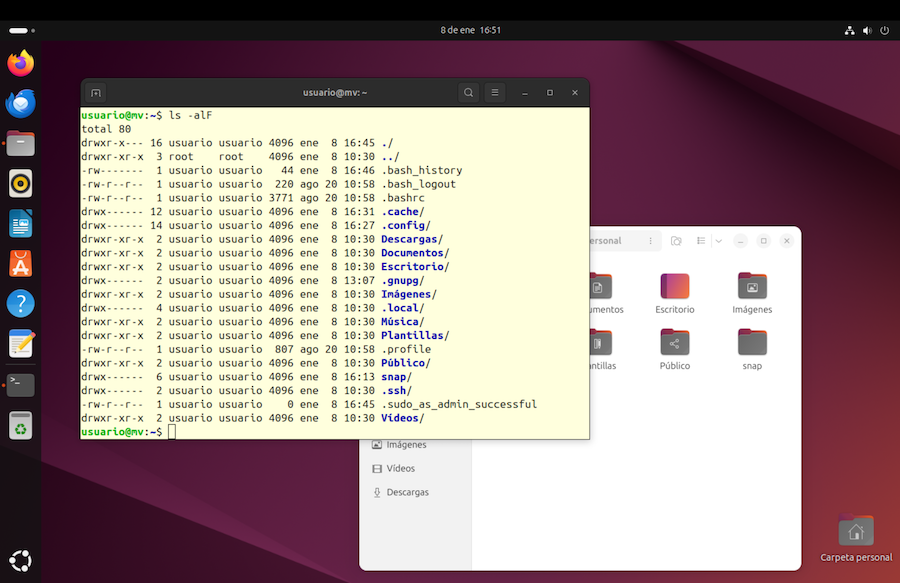 8 de ene 16:51
usuario@mv: ~
usuario@mv:~$ ls -alF
total 80
drwxr-x--- 16 usuario usuario 4096 ene  8 16:45 ./
drwxr-xr-x  3 root    root    4096 ene  8 10:30 ../
-rw-------  1 usuario usuario   44 ene  8 16:46 .bash_history
-rw-r--r--  1 usuario usuario  220 ago 20 10:58 .bash_logout
-rw-r--r--  1 usuario usuario 3771 ago 20 10:58 .bashrc
drwx------ 12 usuario usuario 4096 ene  8 16:31 .cache/
drwx------ 14 usuario usuario 4096 ene  8 16:27 .config/
drwxr-xr-x  2 usuario usuario 4096 ene  8 10:30 Descargas/
drwxr-xr-x  2 usuario usuario 4096 ene  8 10:30 Documentos/
drwxr-xr-x  2 usuario usuario 4096 ene  8 10:30 Escritorio/
drwx------  2 usuario usuario 4096 ene  8 13:07 .gnupg/
drwxr-xr-x  2 usuario usuario 4096 ene  8 10:30 Imágenes/
drwx------  4 usuario usuario 4096 ene  8 10:30 .local/
drwxr-xr-x  2 usuario usuario 4096 ene  8 10:30 Música/
drwxr-xr-x  2 usuario usuario 4096 ene  8 10:30 Plantillas/
-rw-r--r--  1 usuario usuario  807 ago 20 10:58 .profile
drwxr-xr-x  2 usuario usuario 4096 ene  8 10:30 Público/
drwx------  6 usuario usuario 4096 ene  8 16:13 snap/
drwx------  2 usuario usuario 4096 ene  8 10:30 .ssh/
-rw-r--r--  1 usuario usuario    0 ene  8 16:45 .sudo_as_admin_successful
drwxr-xr-x  2 usuario usuario 4096 ene  8 10:30 Vídeos/
usuario@mv:~$
ersonal
umentos
Escritorio
Imágenes
antillas
Público
snap
Imágenes
Vídeos
Descargas
Carpeta personal